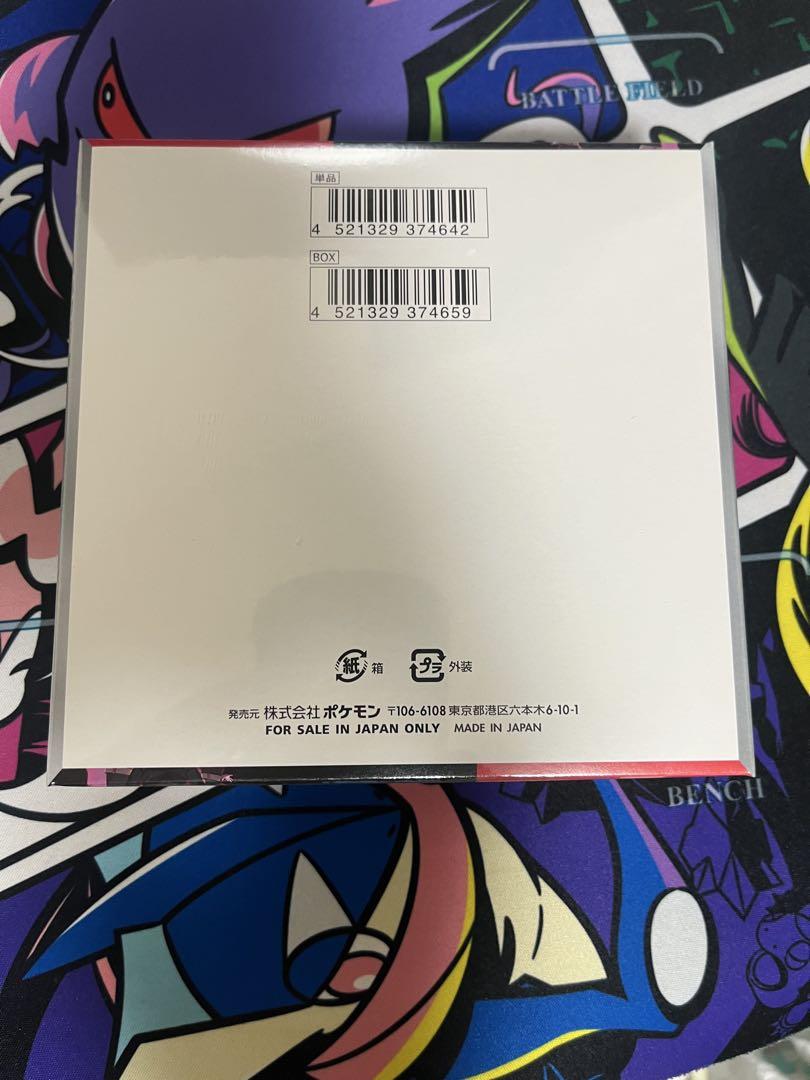 BATTLE FIELD
単品
4 521329 374642
BOX
4 521329 374659
紙 箱 プラ 外装
発売元 株式会社 ポケモン 〒106-6108 東京都港区六本木6-10-1
FOR SALE IN JAPAN ONLY MADE IN JAPAN
BENCH